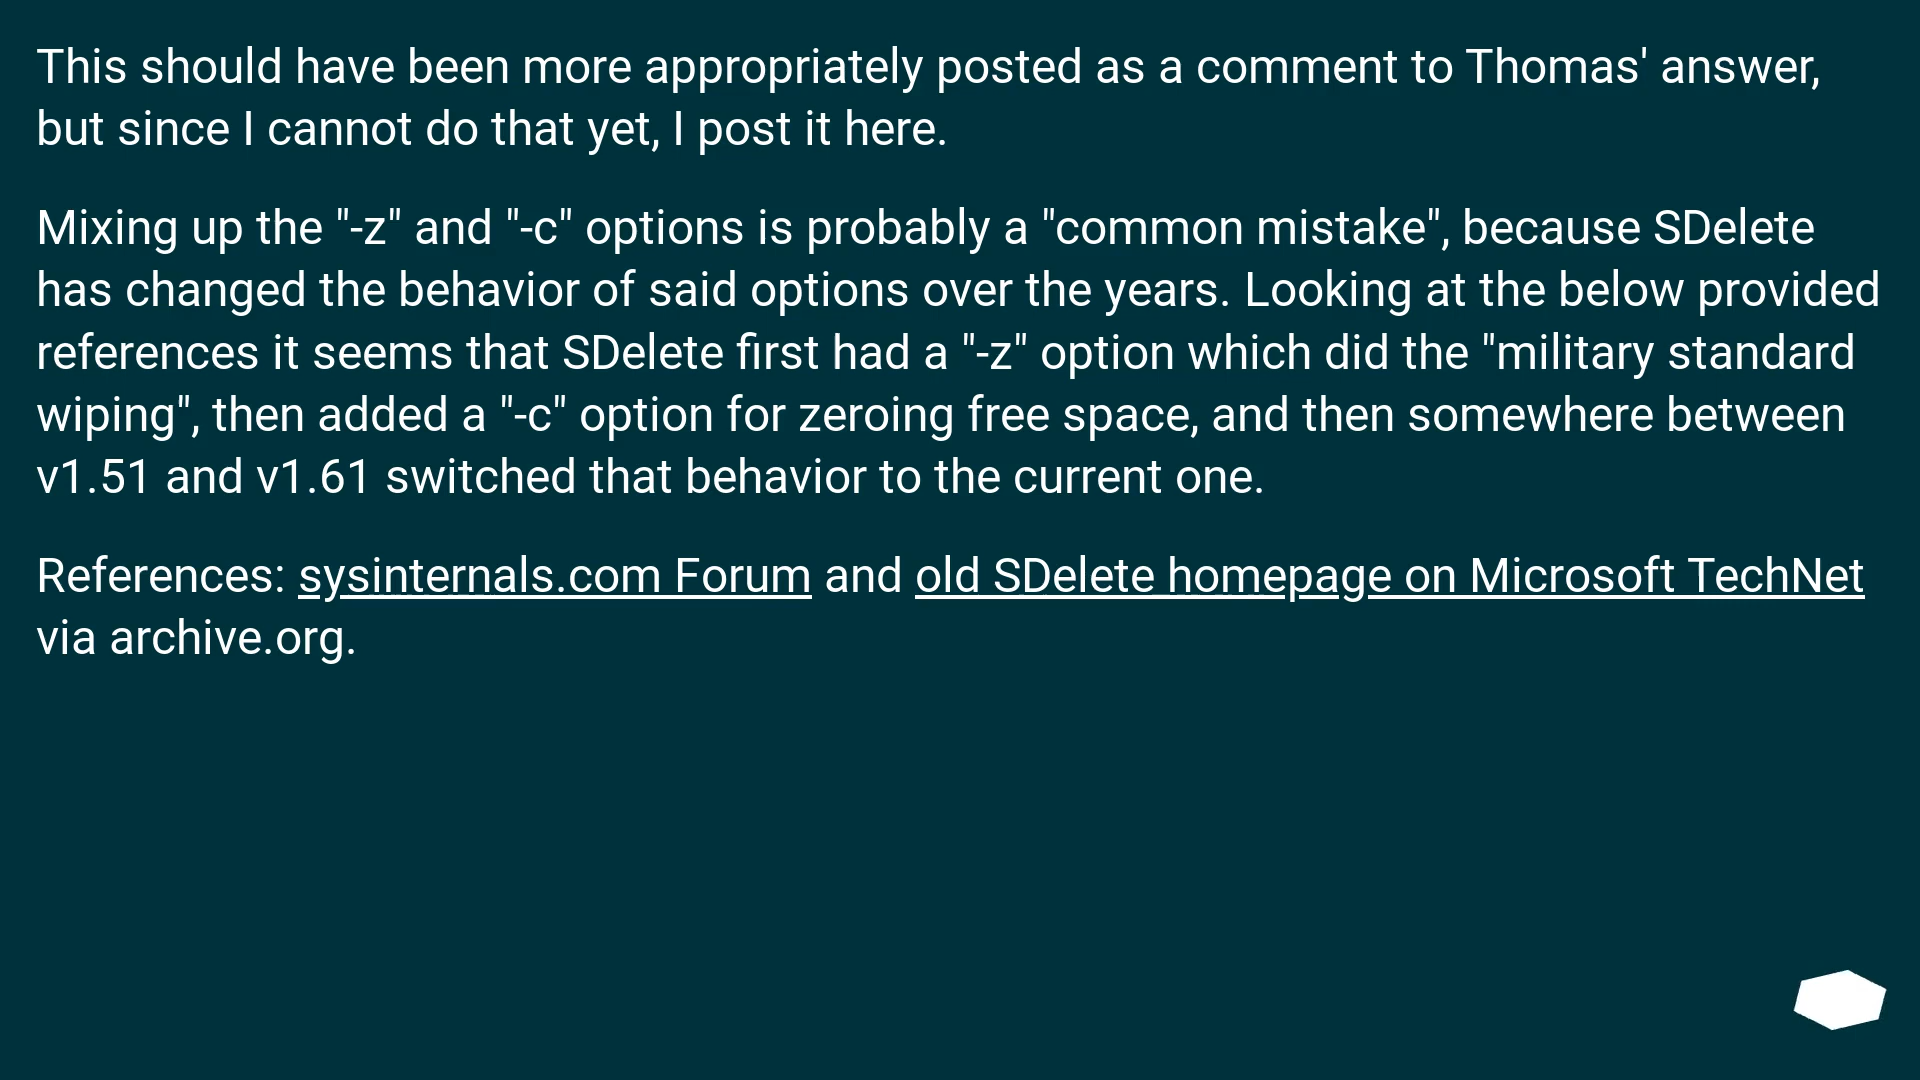 This should have been more appropriately posted as a comment to Thomas' answer,
but since I cannot do that yet, I post it here.
Mixing up the "-z" and "-c" options is probably a "common mistake", because SDelete
has changed the behavior of said options over the years. Looking at the below provided
references it seems that SDelete first had a "-z" option which did the "military standard
wiping", then added a "-c" option for zeroing free space, and then somewhere between
v1.51 and v1.61 switched that behavior to the current one.
References: sysinternals.com Forum and old SDelete homepage on Microsoft TechNet
via archive.org.